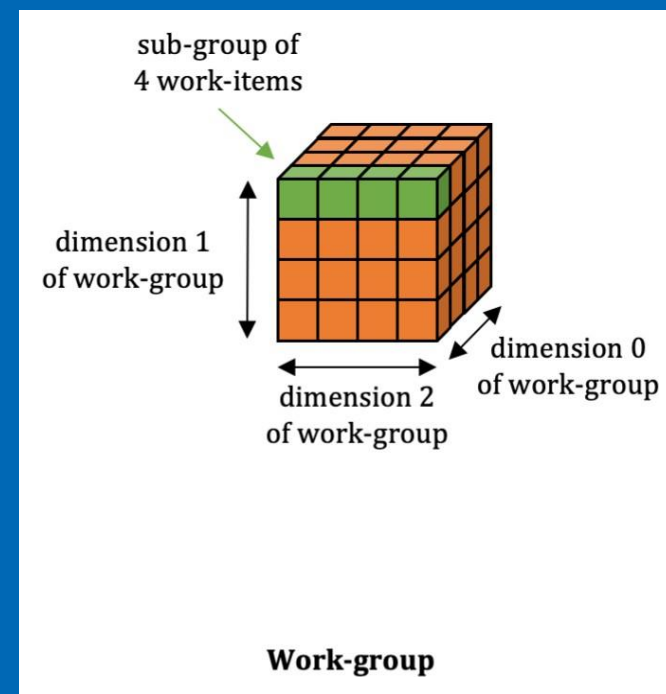 sub-group of
4 work-items
dimension 1
of work-group
dimension 0
of work-group
dimension 2
of work-group
Work-group